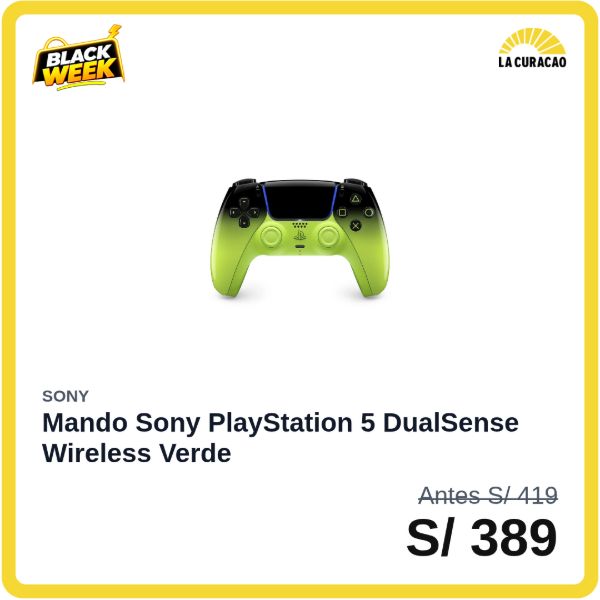 BLACK
WEEK
LA CURACAO
SONY
Mando Sony PlayStation 5 DualSense
Wireless Verde
Antes S/ 419
S/ 389